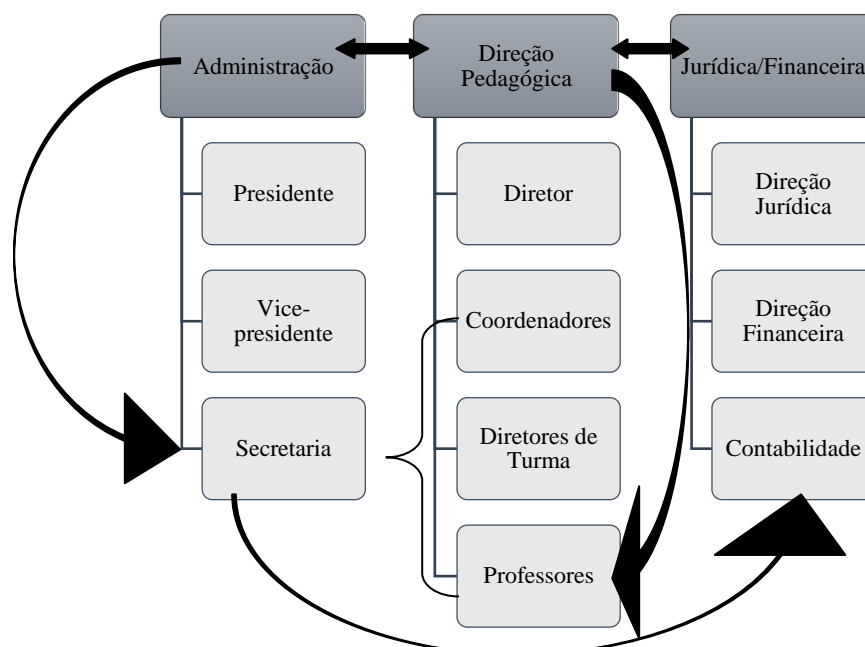 Administração
Presidente
Vice-
presidente
Secretaria
Direção
Pedagógica
Diretor
Coordenadores
Diretores de
Turma
Professores
Jurídica/Financeira
Direção
Jurídica
Direção
Financeira
Contabilidade